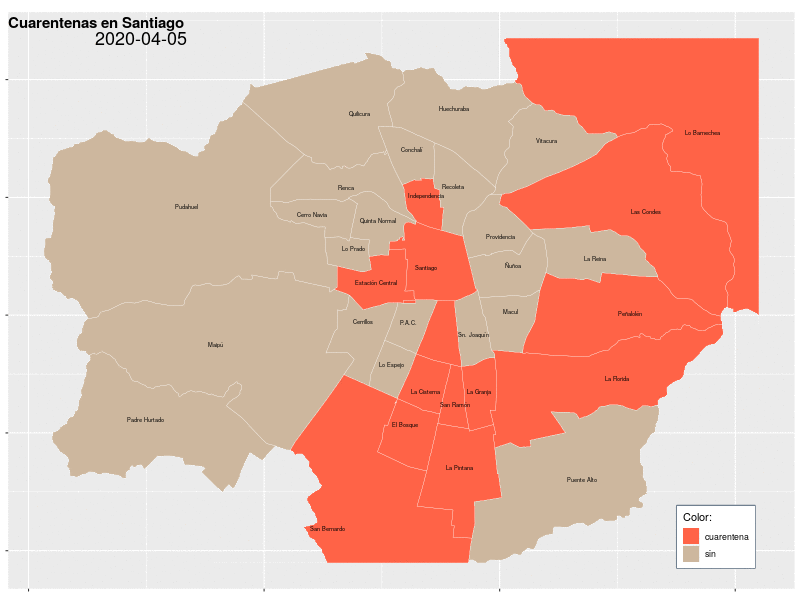 Cuarentenas en Santiago
2020-04-05
Quilicura
Huechuraba
Lo Barnechea
Vitacura
Conchalí
Renca
Recoleta
Independencia
Pudahuel
Cerro Navia
Quinta Normal
Las Condes
Providencia
Lo Prado
La Reina
Ñuñoa
Santiago
Estación Central
Macul
Peñalolén
Cerrillos
P.A.C.
Sn. Joaquín
Maipú
Lo Espejo
La Florida
La Cisterna
La Granja
San Ramón
Padre Hurtado
El Bosque
La Pintana
Puente Alto
San Bernardo
Color:
cuarentena
sin